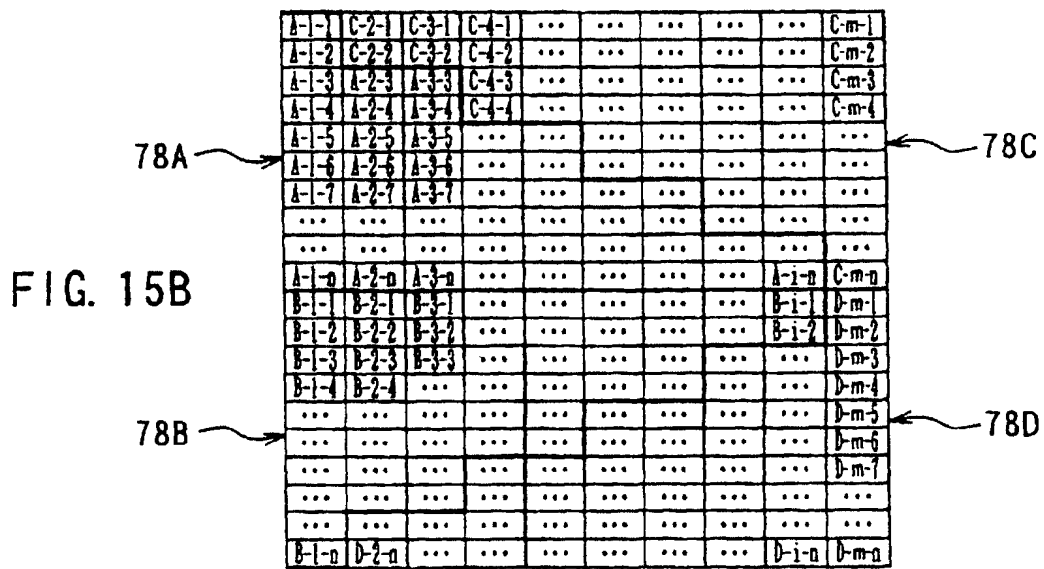 A-1-1 C-2-1 C-3-1 C-4-1 ... ... ... ... ... C-m-1
A-1-2 C-2-2 C-3-2 C-4-2 ... ... ... ... ... C-m-2
A-1-3 A-2-3 A-3-3 C-4-3 ... ... ... ... ... C-m-3
A-1-4 A-2-4 A-3-4 C-4-4 ... ... ... ... ... C-m-4
A-1-5 A-2-5 A-3-5 ... ... ... ... ... ... ...
78A A-1-6 A-2-6 A-3-6 ... ... ... ... ... ... ... 78C
A-1-7 A-2-7 A-3-7 ... ... ... ... ... ... ...
... ... ... ... ... ... ... ... ... ...
... ... ... ... ... ... ... ... ... ...
FIG. 15B A-1-n A-2-n A-3-n ... ... ... ... ... A-i-n C-m-n
B-1-1 B-2-1 B-3-1 ... ... ... ... ... B-i-1 D-m-1
B-1-2 B-2-2 B-3-2 ... ... ... ... ... B-i-2 D-m-2
B-1-3 B-2-3 B-3-3 ... ... ... ... ... ... D-m-3
B-1-4 B-2-4 ... ... ... ... ... ... ... D-m-4
... ... ... ... ... ... ... ... ... D-m-5
78B ... ... ... ... ... ... ... ... ... D-m-6 78D
... ... ... ... ... ... ... ... ... D-m-7
... ... ... ... ... ... ... ... ... ...
... ... ... ... ... ... ... ... ... ...
B-1-n D-2-n ... ... ... ... ... ... D-i-n D-m-n